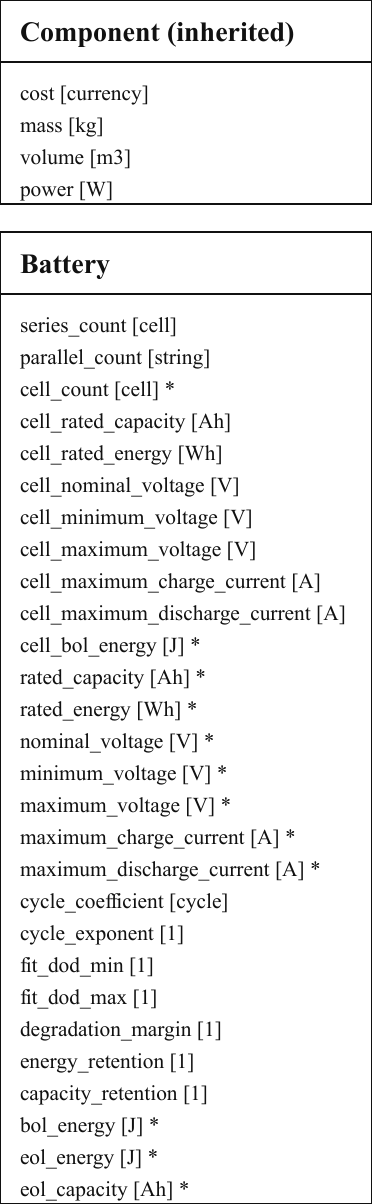 Component (inherited)
cost [currency]
mass [kg]
volume [m3]
power [W]
Battery
series_count [cell]
parallel_count [string]
cell_count [cell] *
cell_rated_capacity [Ah]
cell_rated_energy [Wh]
cell_nominal_voltage [V]
cell_minimum_voltage [V]
cell_maximum_voltage [V]
cell_maximum_charge_current [A]
cell_maximum_discharge_current [A]
cell_bol_energy [J] *
rated_capacity [Ah] *
rated_energy [Wh] *
nominal_voltage [V] *
minimum_voltage [V] *
maximum_voltage [V] *
maximum_charge_current [A] *
maximum_discharge_current [A] *
cycle_coefficient [cycle]
cycle_exponent [1]
fit_dod_min [1]
fit_dod_max [1]
degradation_margin [1]
energy_retention [1]
capacity_retention [1]
bol_energy [J] *
eol_energy [J] *
eol_capacity [Ah] *